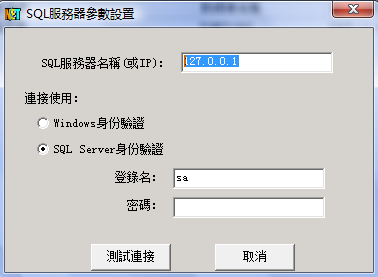 SQL服務器參數設置
SQL服務器名稱(或IP): 127.0.0.1
連接使用:
Windows身份驗證
SQL Server身份驗證
登錄名: sa
密碼:
測試連接 取消